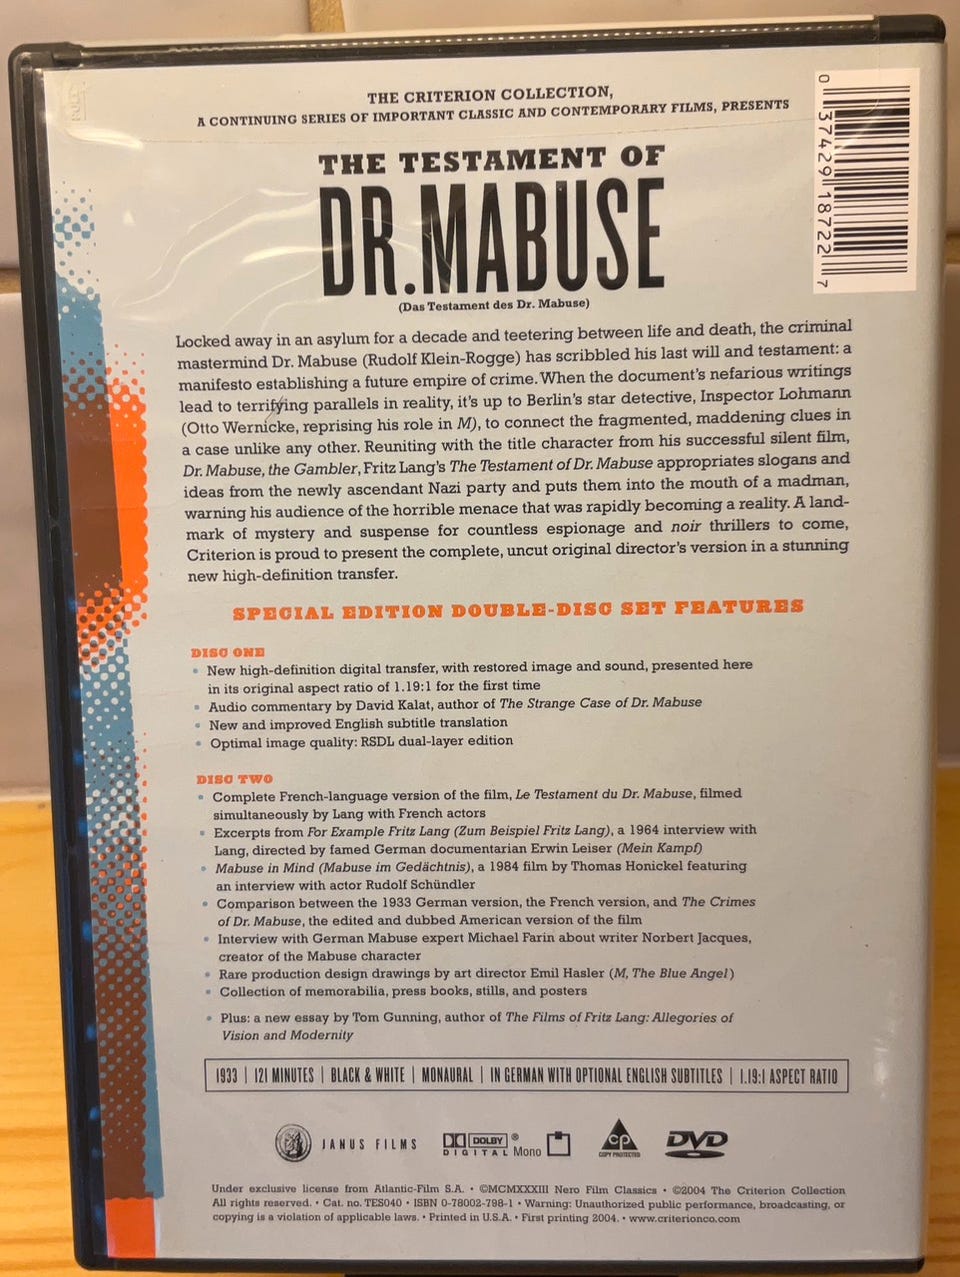 THE CRITERION COLLECTION,
A CONTINUING SERIES OF IMPORTANT CLASSIC AND CONTEMPORARY FILMS, PRESENTS
0 37429 18722 7
THE TESTAMENT OF
DR. MABUSE
(Das Testament des Dr. Mabuse)
Locked away in an asylum for a decade and teetering between life and death, the criminal
mastermind Dr. Mabuse (Rudolf Klein-Rogge) has scribbled his last will and testament: a
manifesto establishing a future empire of crime. When the document's nefarious writings
lead to terrifying parallels in reality, it's up to Berlin's star detective, Inspector Lohmann
(Otto Wernicke, reprising his role in M), to connect the fragmented, maddening clues in
a case unlike any other. Reuniting with the title character from his successful silent film,
Dr. Mabuse, the Gambler, Fritz Lang's The Testament of Dr. Mabuse appropriates slogans and
ideas from the newly ascendant Nazi party and puts them into the mouth of a madman,
warning his audience of the horrible menace that was rapidly becoming a reality. A land-
mark of mystery and suspense for countless espionage and noir thrillers to come,
Criterion is proud to present the complete, uncut original director's version in a stunning
new high-definition transfer.
SPECIAL EDITION DOUBLE-DISC SET FEATURES
DISC ONE
• New high-definition digital transfer, with restored image and sound, presented here
in its original aspect ratio of 1.19:1 for the first time
• Audio commentary by David Kalat, author of The Strange Case of Dr. Mabuse
• New and improved English subtitle translation
• Optimal image quality: RSDL dual-layer edition
DISC TWO
• Complete French-language version of the film, Le Testament du Dr. Mabuse, filmed
simultaneously by Lang with French actors
• Excerpts from For Example Fritz Lang (Zum Beispiel Fritz Lang), a 1964 interview with
Lang, directed by famed German documentarian Erwin Leiser (Mein Kampf)
• Mabuse in Mind (Mabuse im Gedächtnis), a 1984 film by Thomas Honickel featuring
an interview with actor Rudolf Schündler
• Comparison between the 1933 German version, the French version, and The Crimes
of Dr. Mabuse, the edited and dubbed American version of the film
• Interview with German Mabuse expert Michael Farin about writer Norbert Jacques,
creator of the Mabuse character
• Rare production design drawings by art director Emil Hasler (M, The Blue Angel)
• Collection of memorabilia, press books, stills, and posters
• Plus: a new essay by Tom Gunning, author of The Films of Fritz Lang: Allegories of
Vision and Modernity
1933 | 121 MINUTES | BLACK & WHITE | MONAURAL | IN GERMAN WITH OPTIONAL ENGLISH SUBTITLES | 1.19:1 ASPECT RATIO
JANUS FILMS
DOLBY ® DIGITAL Mono
CP COPY PROTECTED
DVD
Under exclusive license from Atlantic-Film S.A. • ©MCMXXXIII Nero Film Classics • ©2004 The Criterion Collection
All rights reserved. • Cat. no. TES040 • ISBN 0-78002-798-1 • Warning: Unauthorized public performance, broadcasting, or
copying is a violation of applicable laws. • Printed in U.S.A. • First printing 2004. • www.criterionco.com